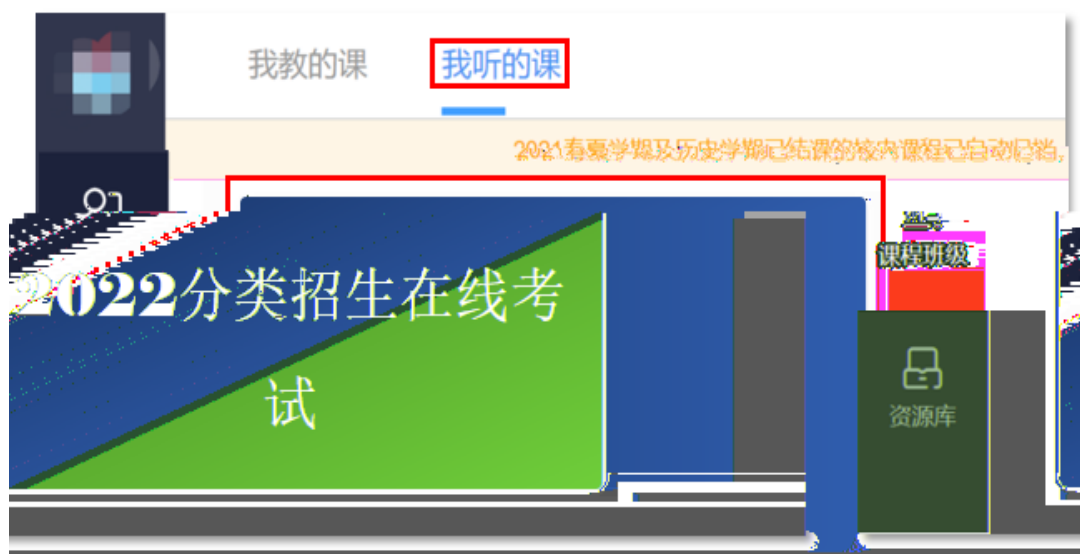 我教的课
我听的课
2021春夏学期及历史学期已结课的校内课程已自动归档,
2022分类招生在线考
试
课程班级
资源库